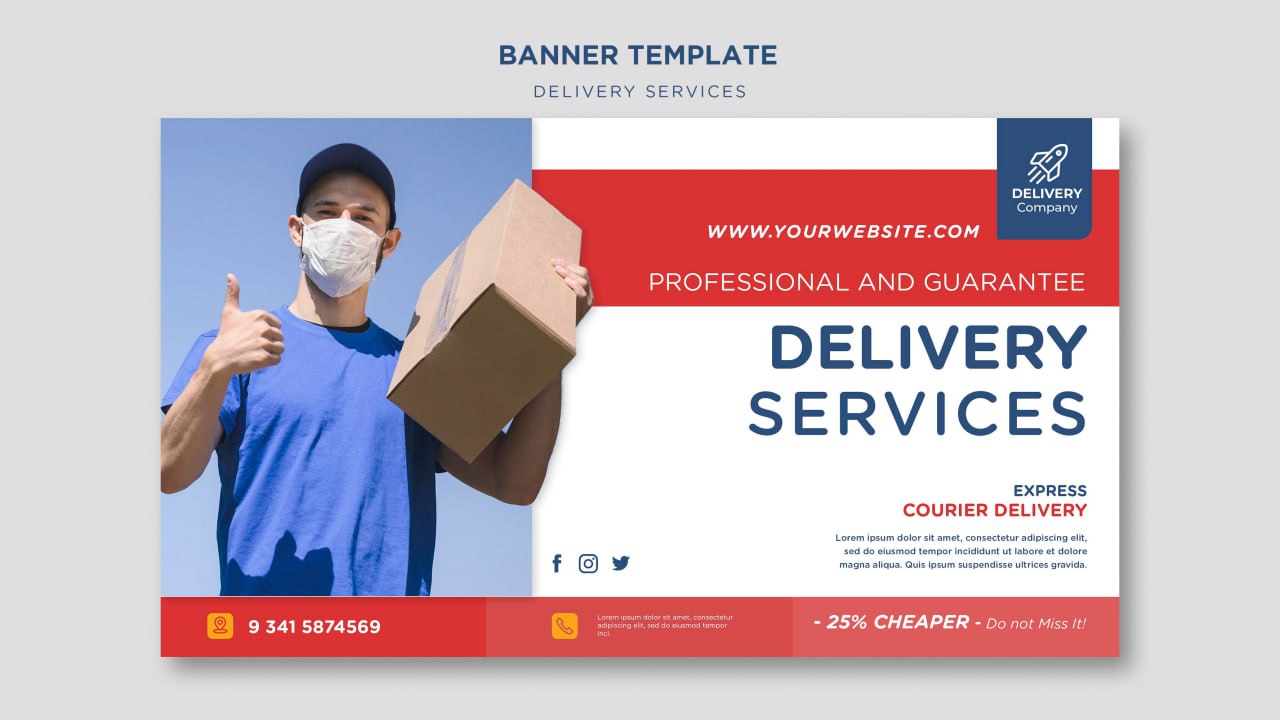 BANNER TEMPLATE
DELIVERY SERVICES
DELIVERY
Company
WWW.YOURWEBSITE.COM
PROFESSIONAL AND GUARANTEE
DELIVERY
SERVICES
EXPRESS
COURIER DELIVERY
Lorem ipsum dolor sit amet, consectetur adipiscing elit,
sed do eiusmod tempor incididunt ut labore et dolore
magna aliqua. Quis ipsum suspendisse ultrices gravida.
9 341 5874569
Lorem ipsum dolor sit amet, consectetur
adipiscing elit, sed do eiusmod tempor
inci.
- 25% CHEAPER - Do not Miss It!